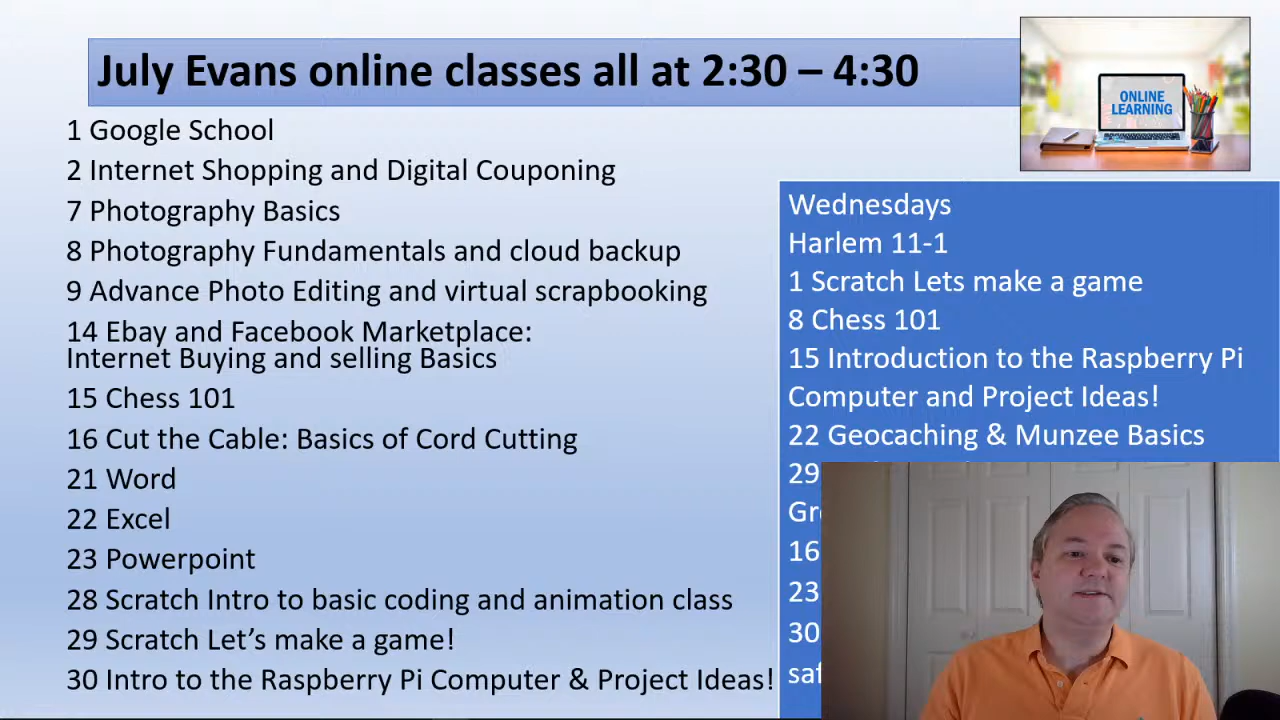 July Evans online classes all at 2:30 – 4:30
ONLINE
LEARNING
1 Google School
2 Internet Shopping and Digital Couponing
7 Photography Basics
8 Photography Fundamentals and cloud backup
9 Advance Photo Editing and virtual scrapbooking
14 Ebay and Facebook Marketplace:
Internet Buying and selling Basics
15 Chess 101
16 Cut the Cable: Basics of Cord Cutting
21 Word
22 Excel
23 Powerpoint
28 Scratch Intro to basic coding and animation class
29 Scratch Let's make a game!
30 Intro to the Raspberry Pi Computer & Project Ideas!
Wednesdays
Harlem 11-1
1 Scratch Lets make a game
8 Chess 101
15 Introduction to the Raspberry Pi
Computer and Project Ideas!
22 Geocaching & Munzee Basics
29
16
23
30